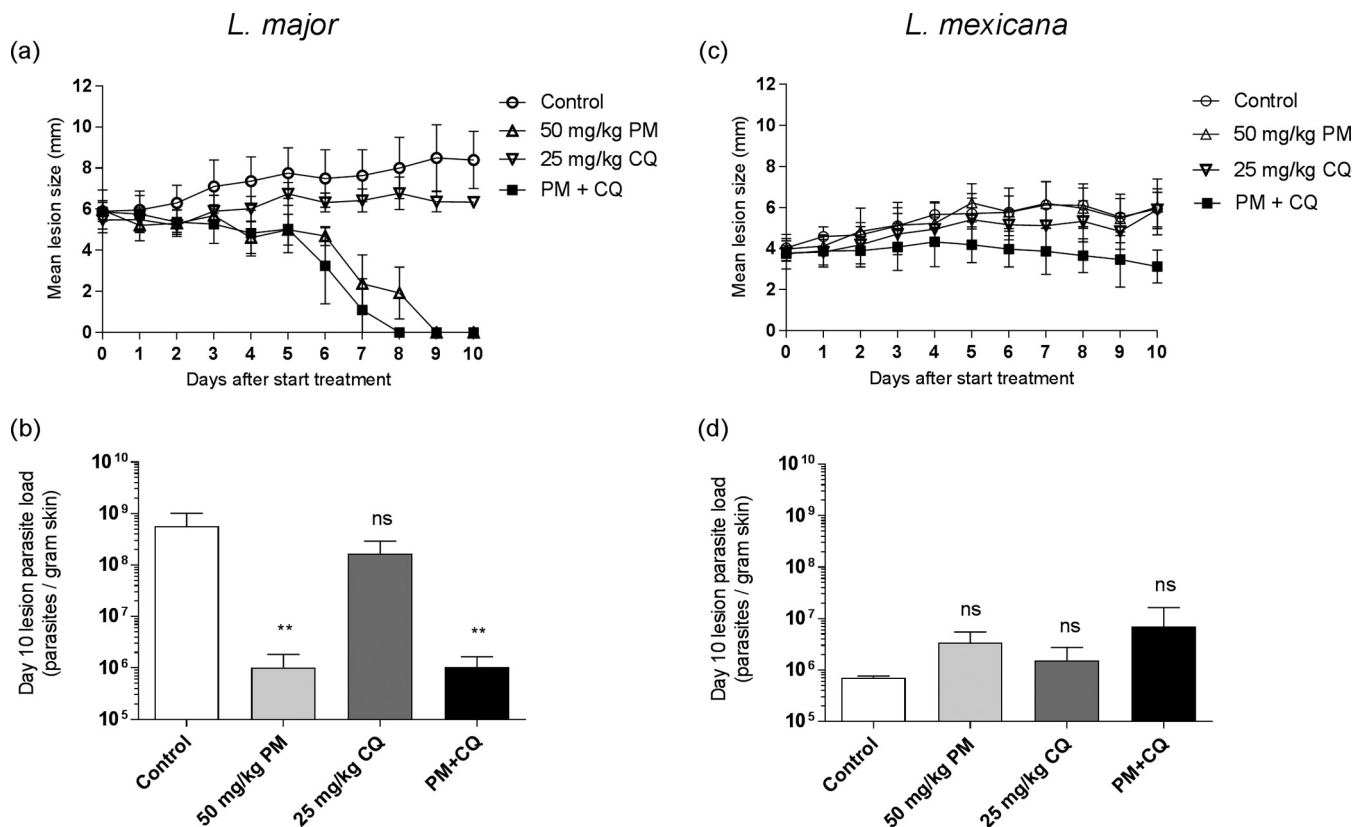 L. major
(a)
Mean lesion size (mm)
12
10
8
6
4
2
0
0 1 2 3 4 5 6 7 8 9 10
Days after start treatment
Control
50 mg/kg PM
25 mg/kg CQ
PM + CQ
L. mexicana
(c)
Mean lesion size (mm)
12
10
8
6
4
2
0
0 1 2 3 4 5 6 7 8 9 10
Days after start treatment
Control
50 mg/kg PM
25 mg/kg CQ
PM + CQ
(b)
Day 10 lesion parasite load
(parasites / gram skin)
10¹⁰
10⁹
10⁸
10⁷
10⁶
10⁵
**
ns
**
Control
50 mg/kg PM
25 mg/kg CQ
PM+CQ
(d)
Day 10 lesion parasite load
(parasites / gram skin)
10¹⁰
10⁹
10⁸
10⁷
10⁶
10⁵
ns
ns
ns
Control
50 mg/kg PM
25 mg/kg CQ
PM+CQ